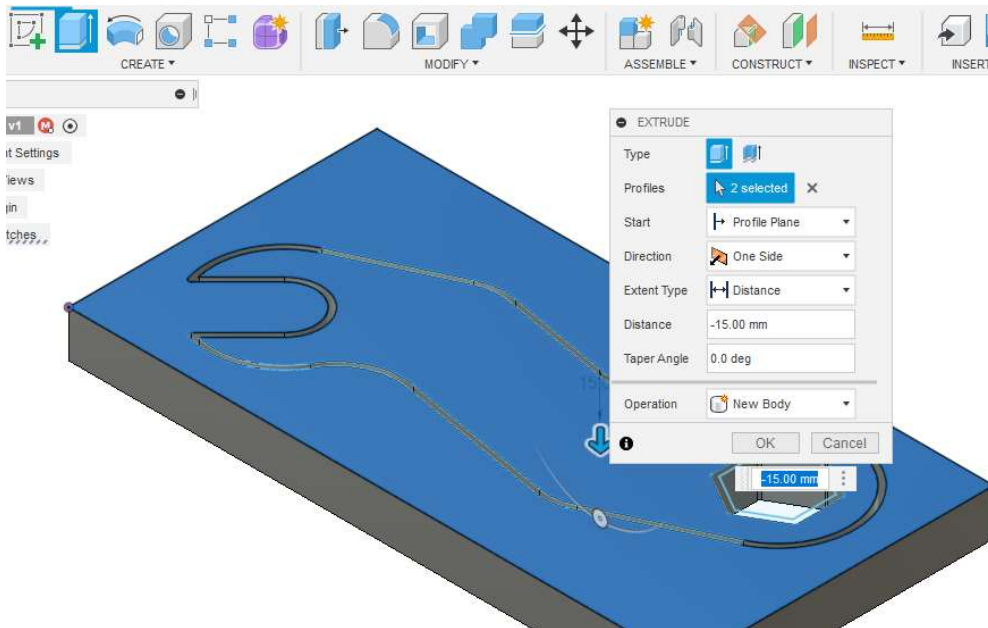 CREATE ▾
MODIFY ▾
ASSEMBLE ▾
CONSTRUCT ▾
INSPECT ▾
INSERT
v1
Settings
iews
tches
EXTRUDE
Type
Profiles
2 selected
Start
Profile Plane
Direction
One Side
Extent Type
Distance
Distance
-15.00 mm
Taper Angle
0.0 deg
Operation
New Body
OK
Cancel
-15.00 mm
15